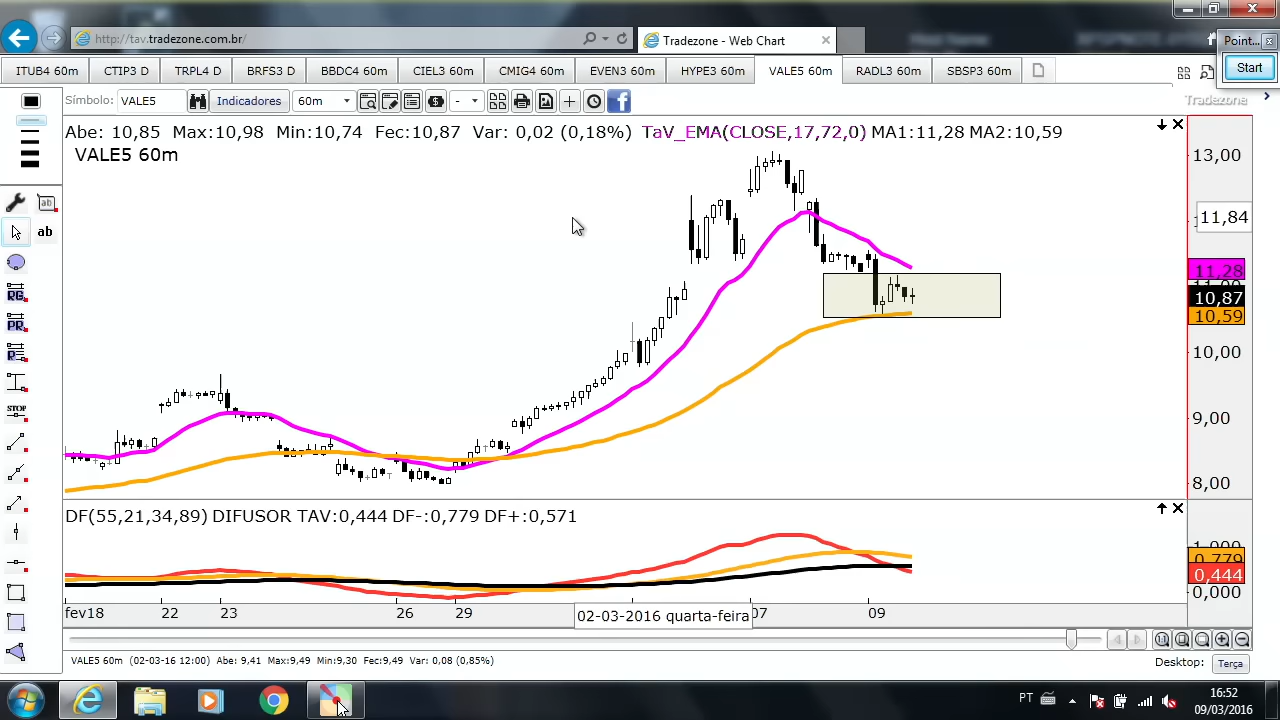 http://tav.tradezone.com.br/
Tradezone - Web Chart
Point...
Start
ITUB4 60m
CTIP3 D
TRPL4 D
BRFS3 D
BBDC4 60m
CIEL3 60m
CMIG4 60m
EVEN3 60m
HYPE3 60m
VALE5 60m
RADL3 60m
SBSP3 60m
Símbolo: VALE5 Indicadores 60m -
Tradezone
Abe: 10,85 Max:10,98 Min:10,74 Fec:10,87 Var: 0,02 (0,18%) TaV_EMA(CLOSE,17,72,0) MA1:11,28 MA2:10,59
VALE5 60m
13,00
11,84
11,28
10,87
10,59
10,00
9,00
8,00
ab
ab
RG
PR
R
STOP
DF(55,21,34,89) DIFUSOR TAV:0,444 DF-:0,779 DF+:0,571
0,779
0,444
0,000
fev18 22 23 26 29 07 09
02-03-2016 quarta-feira
VALE5 60m (02-03-16 12:00) Abe: 9,41 Max:9,49 Min:9,30 Fec:9,49 Var: 0,08 (0,85%)
Desktop: Terça
PT
16:52
09/03/2016